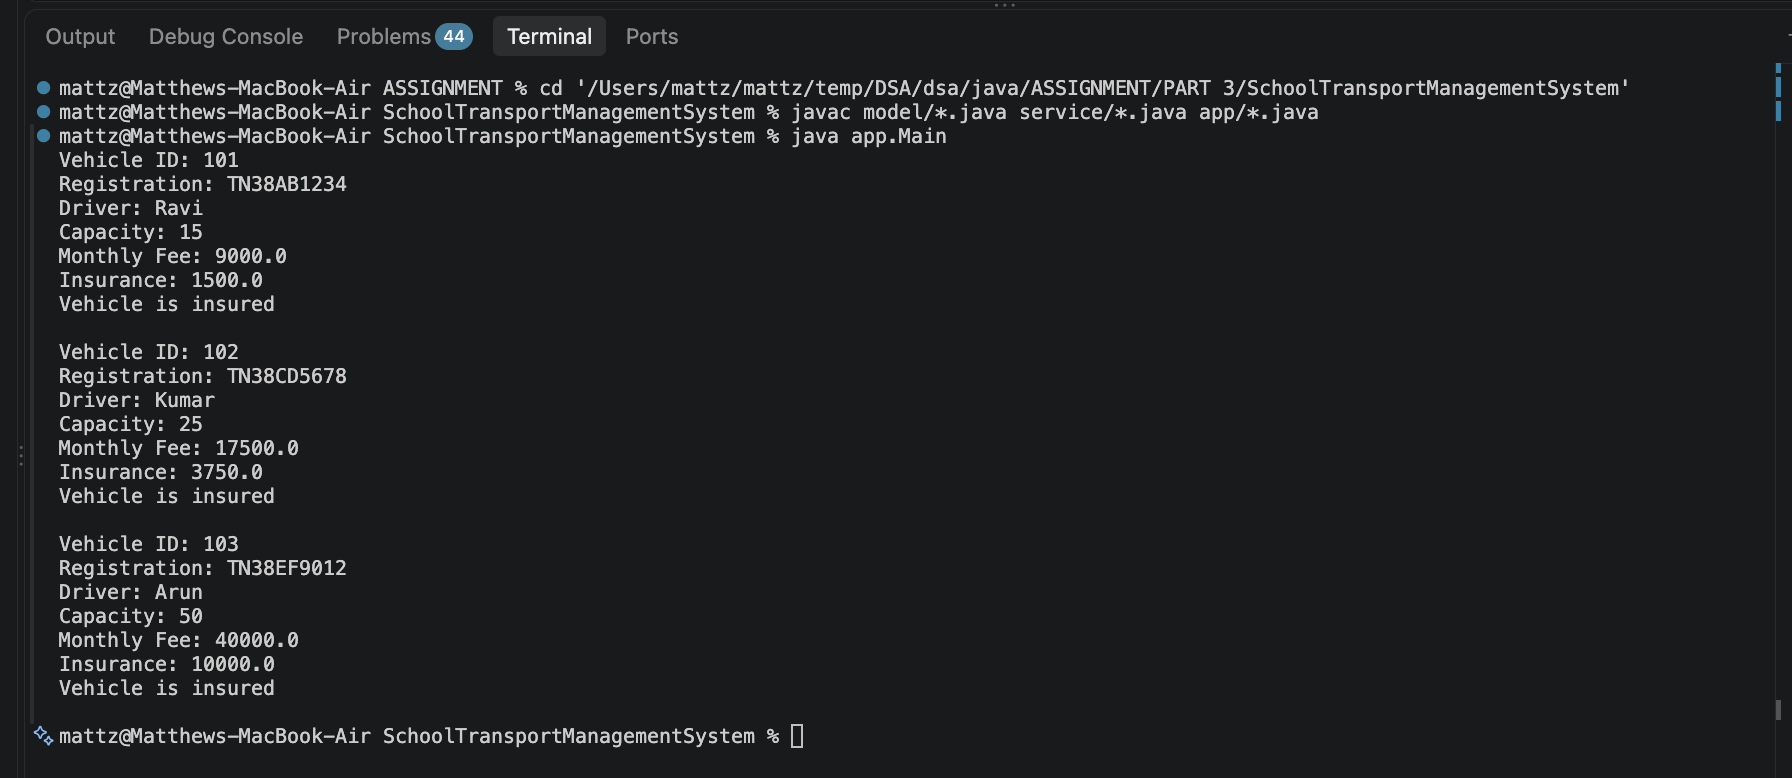 Output Debug Console Problems 44 Terminal Ports
mattz@Matthews-MacBook-Air ASSIGNMENT % cd '/Users/mattz/mattz/temp/DSA/dsa/java/ASSIGNMENT/PART 3/SchoolTransportManagementSystem'
mattz@Matthews-MacBook-Air SchoolTransportManagementSystem % javac model/*.java service/*.java app/*.java
mattz@Matthews-MacBook-Air SchoolTransportManagementSystem % java app.Main
Vehicle ID: 101
Registration: TN38AB1234
Driver: Ravi
Capacity: 15
Monthly Fee: 9000.0
Insurance: 1500.0
Vehicle is insured
Vehicle ID: 102
Registration: TN38CD5678
Driver: Kumar
Capacity: 25
Monthly Fee: 17500.0
Insurance: 3750.0
Vehicle is insured
Vehicle ID: 103
Registration: TN38EF9012
Driver: Arun
Capacity: 50
Monthly Fee: 40000.0
Insurance: 10000.0
Vehicle is insured
mattz@Matthews-MacBook-Air SchoolTransportManagementSystem %